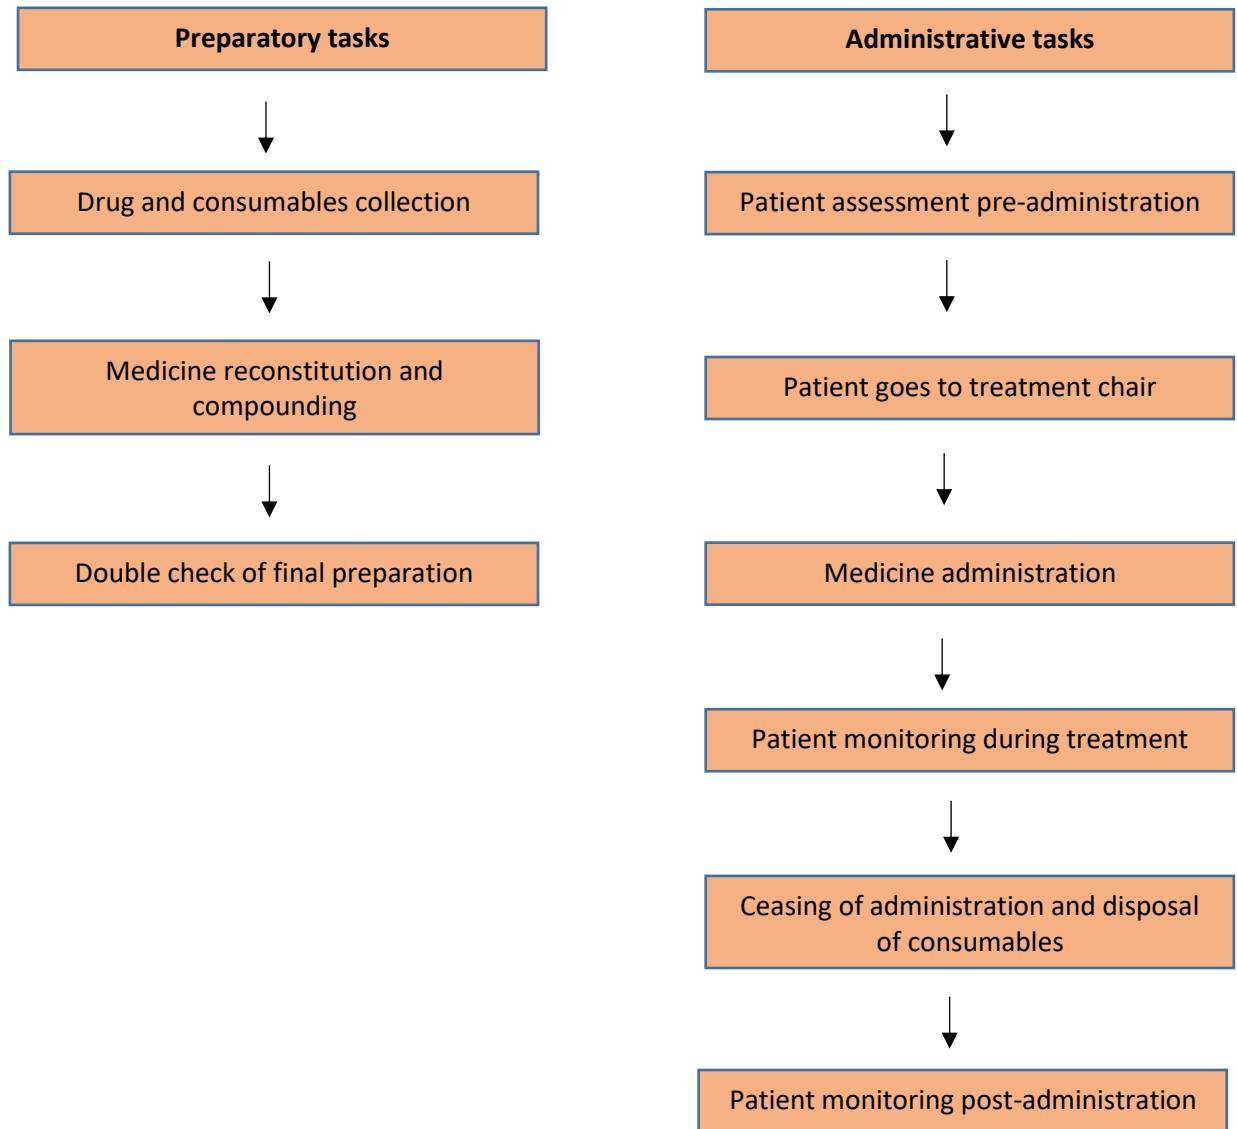 Preparatory tasks
Drug and consumables collection
Medicine reconstitution and
compounding
Double check of final preparation
Administrative tasks
Patient assessment pre-administration
Patient goes to treatment chair
Medicine administration
Patient monitoring during treatment
Ceasing of administration and disposal
of consumables
Patient monitoring post-administration